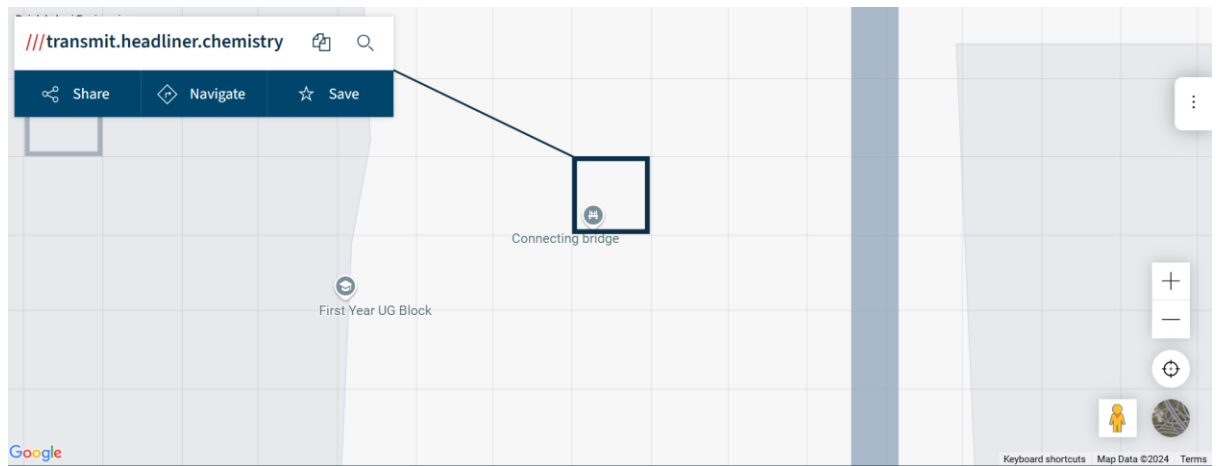 ///transmit.headliner.chemistry
Share
Navigate
Save
Connecting bridge
First Year UG Block
Google
Keyboard shortcuts
Map Data ©2024
Terms